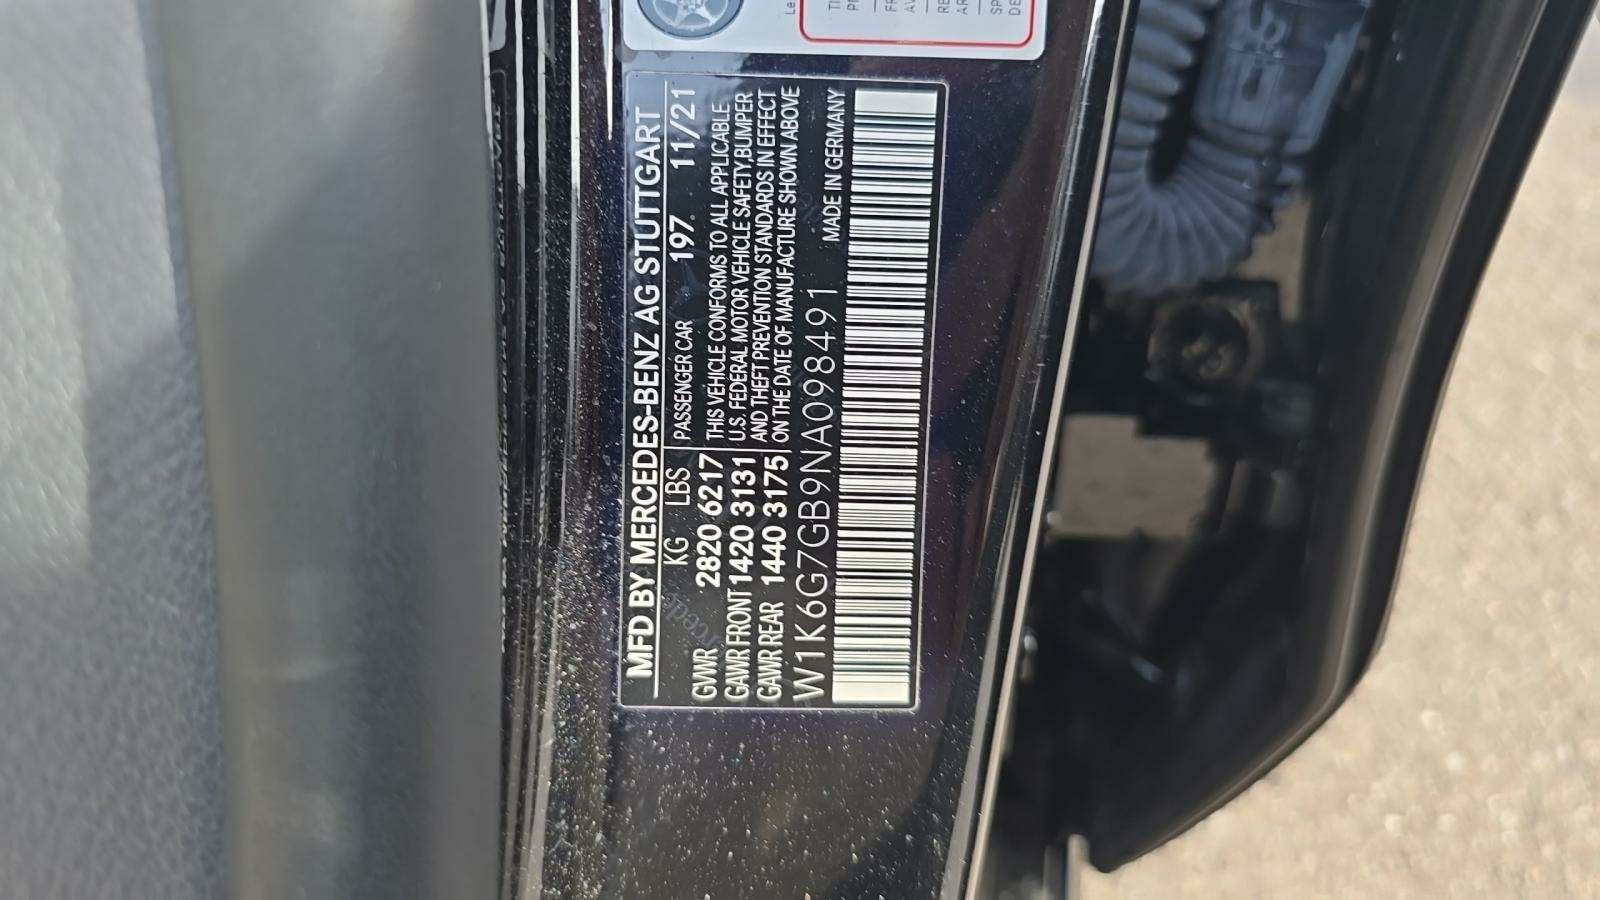 MFD BY MERCEDES-BENZ AG STUTTGART
KG LBS PASSENGER CAR 197 11/21
GVWR 2820 6217
GAWR FRONT 1420 3131
GAWR REAR 1440 3175
THIS VEHICLE CONFORMS TO ALL APPLICABLE
U.S. FEDERAL MOTOR VEHICLE SAFETY, BUMPER
AND THEFT PREVENTION STANDARDS IN EFFECT
ON THE DATE OF MANUFACTURE SHOWN ABOVE
W1K6G7GB9NA098491 MADE IN GERMANY